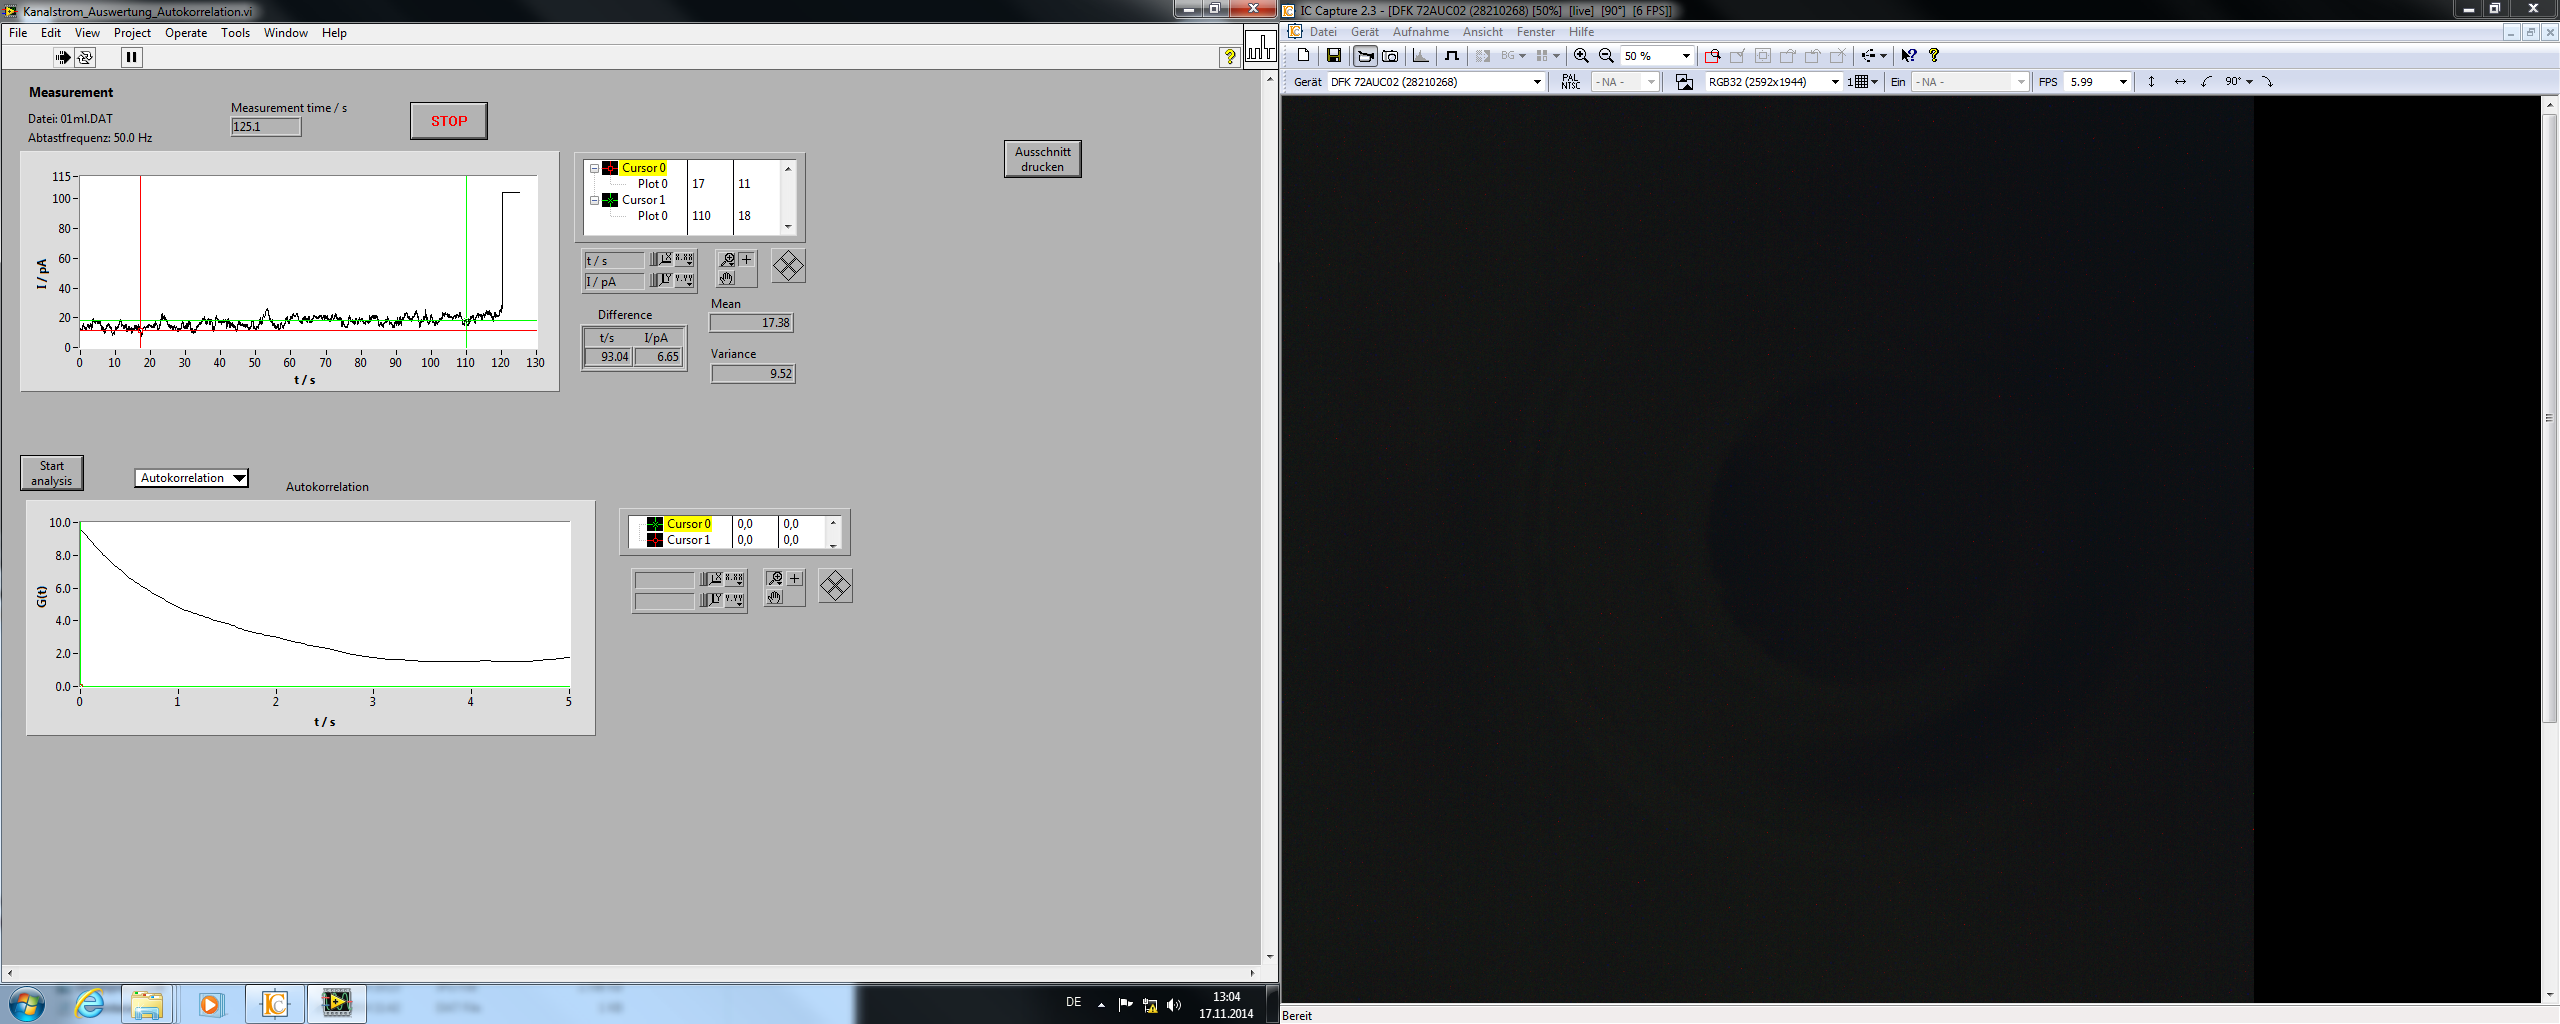 Kanalstrom_Auswertung_Autokorrelation.vi
File Edit View Project Operate Tools Window Help
Measurement
Datei: 01ml.DAT
Abtastfrequenz: 50.0 Hz
Measurement time / s
125.1
STOP
Ausschnitt
drucken
I / pA
115
100
80
60
40
20
0
0 10 20 30 40 50 60 70 80 90 100 110 120 130
t / s
Cursor 0
Plot 0 17 11
Cursor 1
Plot 0 110 18
t / s
I / pA
Difference
t/s I/pA
93.04 6.65
Mean
17.38
Variance
9.52
Start
analysis
Autokorrelation
Autokorrelation
G(t)
10.0
8.0
6.0
4.0
2.0
0.0
0 1 2 3 4 5
t / s
Cursor 0 0,0 0,0
Cursor 1 0,0 0,0
DE
13:04
17.11.2014
IC Capture 2.3 - [DFK 72AUC02 (28210268) [50%] [live] [90°] [6 FPS]]
Datei Gerät Aufnahme Ansicht Fenster Hilfe
BG 50 %
Gerät DFK 72AUC02 (28210268) PAL NTSC - NA - RGB32 (2592x1944) 1 Ein - NA - FPS 5.99 90°
Bereit